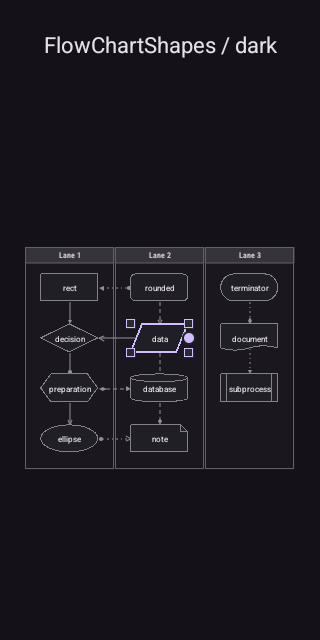 FlowChartShapes / dark
Lane 1
Lane 2
Lane 3
rect
rounded
terminator
decision
data
document
preparation
database
subprocess
ellipse
note